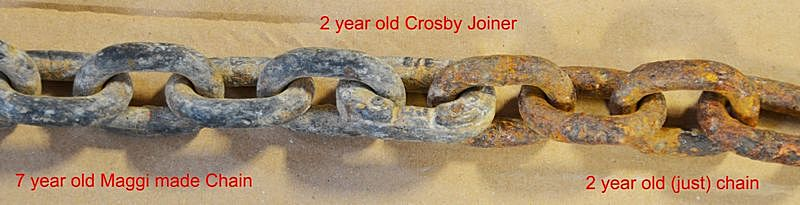 2 year old Crosby Joiner
7 year old Maggi made Chain
2 year old (just) chain